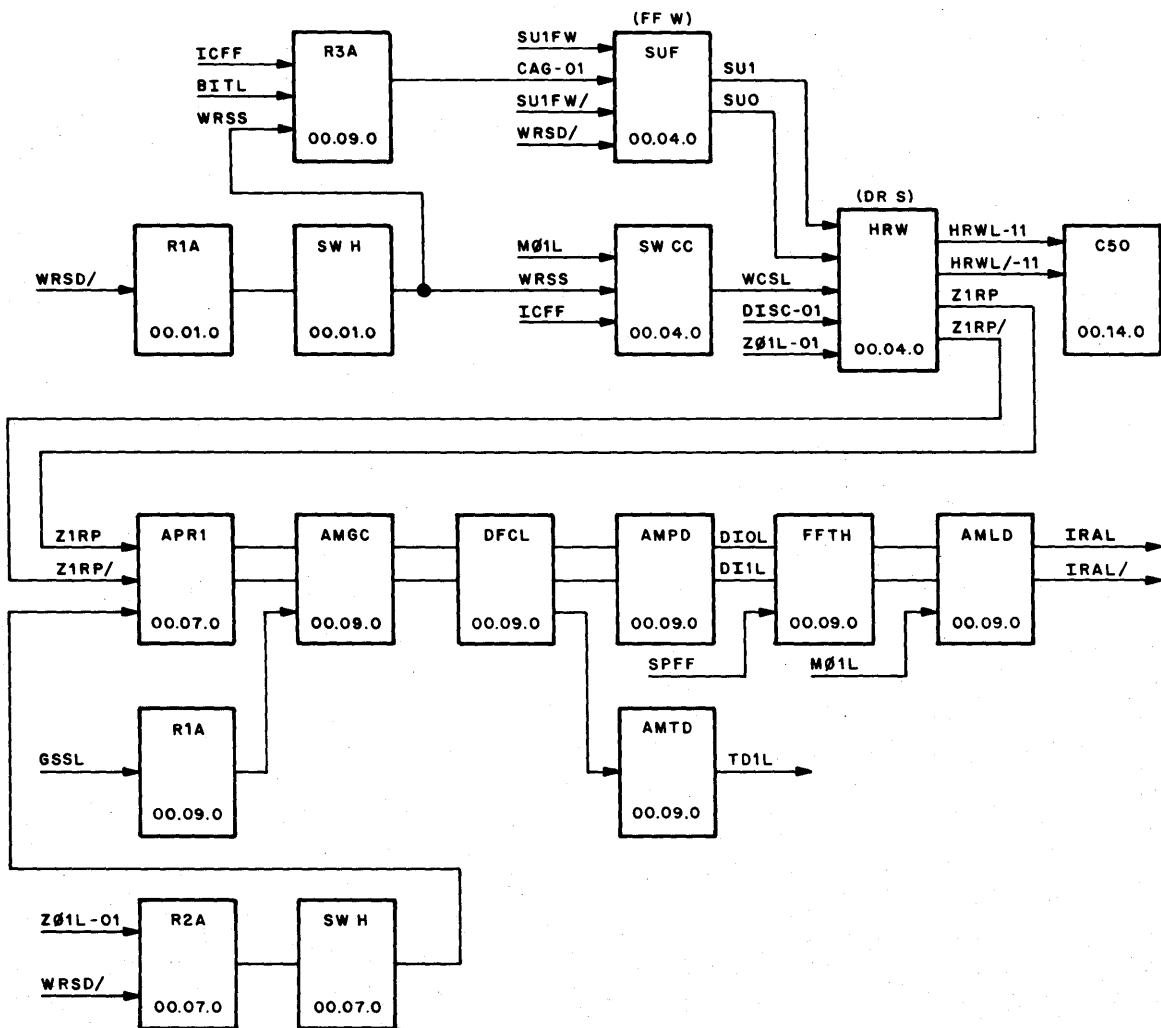 (FF W)
ICFF
BITL
WRSS
R3A
00.09.0
SU1FW
CAG-01
SU1FW/
WRSD/
SUF
00.04.0
SU1
SU0
WRSD/
R1A
00.01.0
SW H
00.01.0
MØ1L
WRSS
ICFF
SW CC
00.04.0
WCSL
DISC-01
ZØ1L-01
(DR S)
HRW
00.04.0
HRWL-11
HRWL/-11
Z1RP
Z1RP/
C50
00.14.0
Z1RP
Z1RP/
APR1
00.07.0
AMGC
00.09.0
DFCL
00.09.0
AMPD
00.09.0
DI0L
DI1L
SPFF
FFTH
00.09.0
MØ1L
AMLD
00.09.0
IRAL
IRAL/
GSSL
R1A
00.09.0
AMTD
00.09.0
TD1L
ZØ1L-01
WRSD/
R2A
00.07.0
SW H
00.07.0